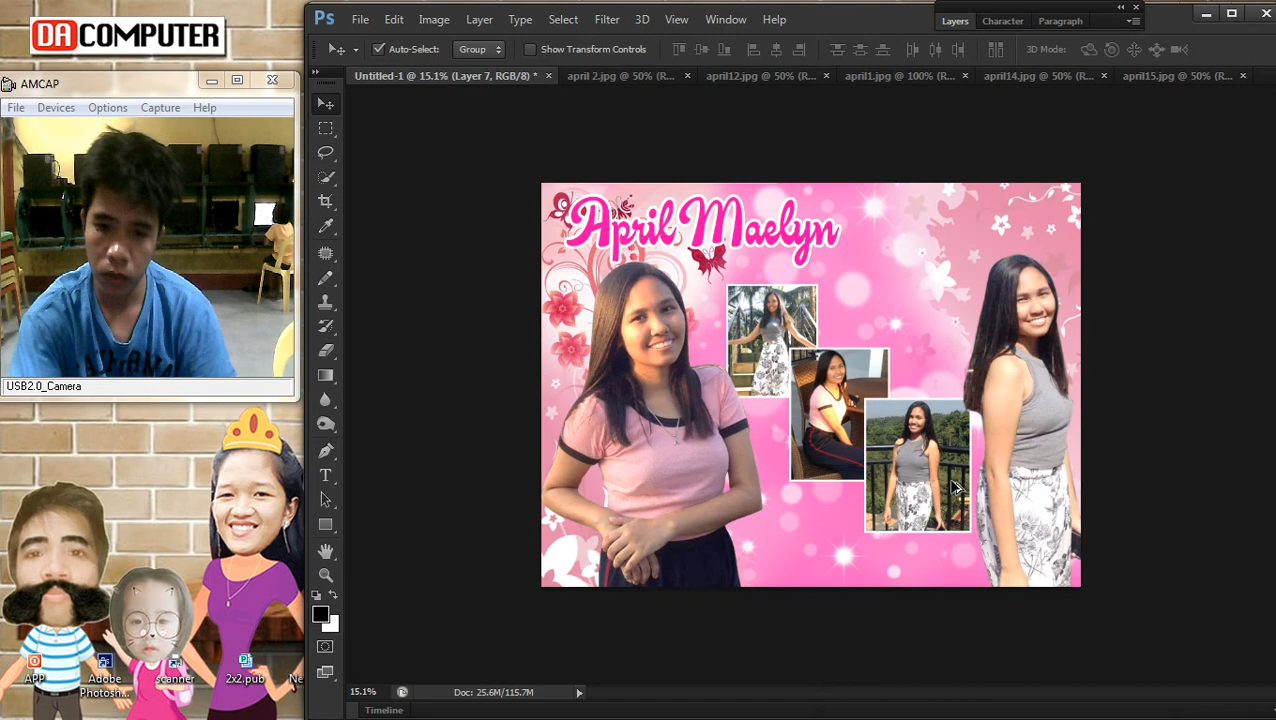 DA COMPUTER
AMCAP
File Devices Options Capture Help
USB2.0_Camera
APP
Adobe
Photosh...
scanner
2x2.pub
Ne
Ps File Edit Image Layer Type Select Filter 3D View Window Help
Layers Character Paragraph
Auto-Select: Group Show Transform Controls 3D Mode:
Untitled-1 @ 15.1% (Layer 7, RGB/8) * april 2.jpg @ 50% (R... april12.jpg @ 50% (R... april1.jpg @ 100% (R... april14.jpg @ 50% (R... april15.jpg @ 50% (R...
April Maelyn
15.1% Doc: 25.6M/115.7M
Timeline